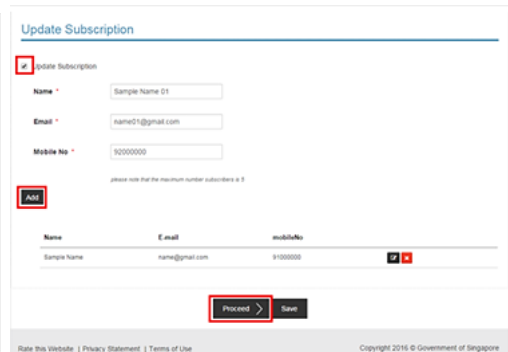 Update Subscription
Update Subscription
Name *
Sample Name 01
Email *
name01@gmail.com
Mobile No *
92000000
please note that the maximum number subscribers is 5
Add
Name E.mail mobileNo
Sample Name name@gmail.com 91000000
Proceed Save
Rate this Website | Privacy Statement | Terms of Use Copyright 2016 © Government of Singapore